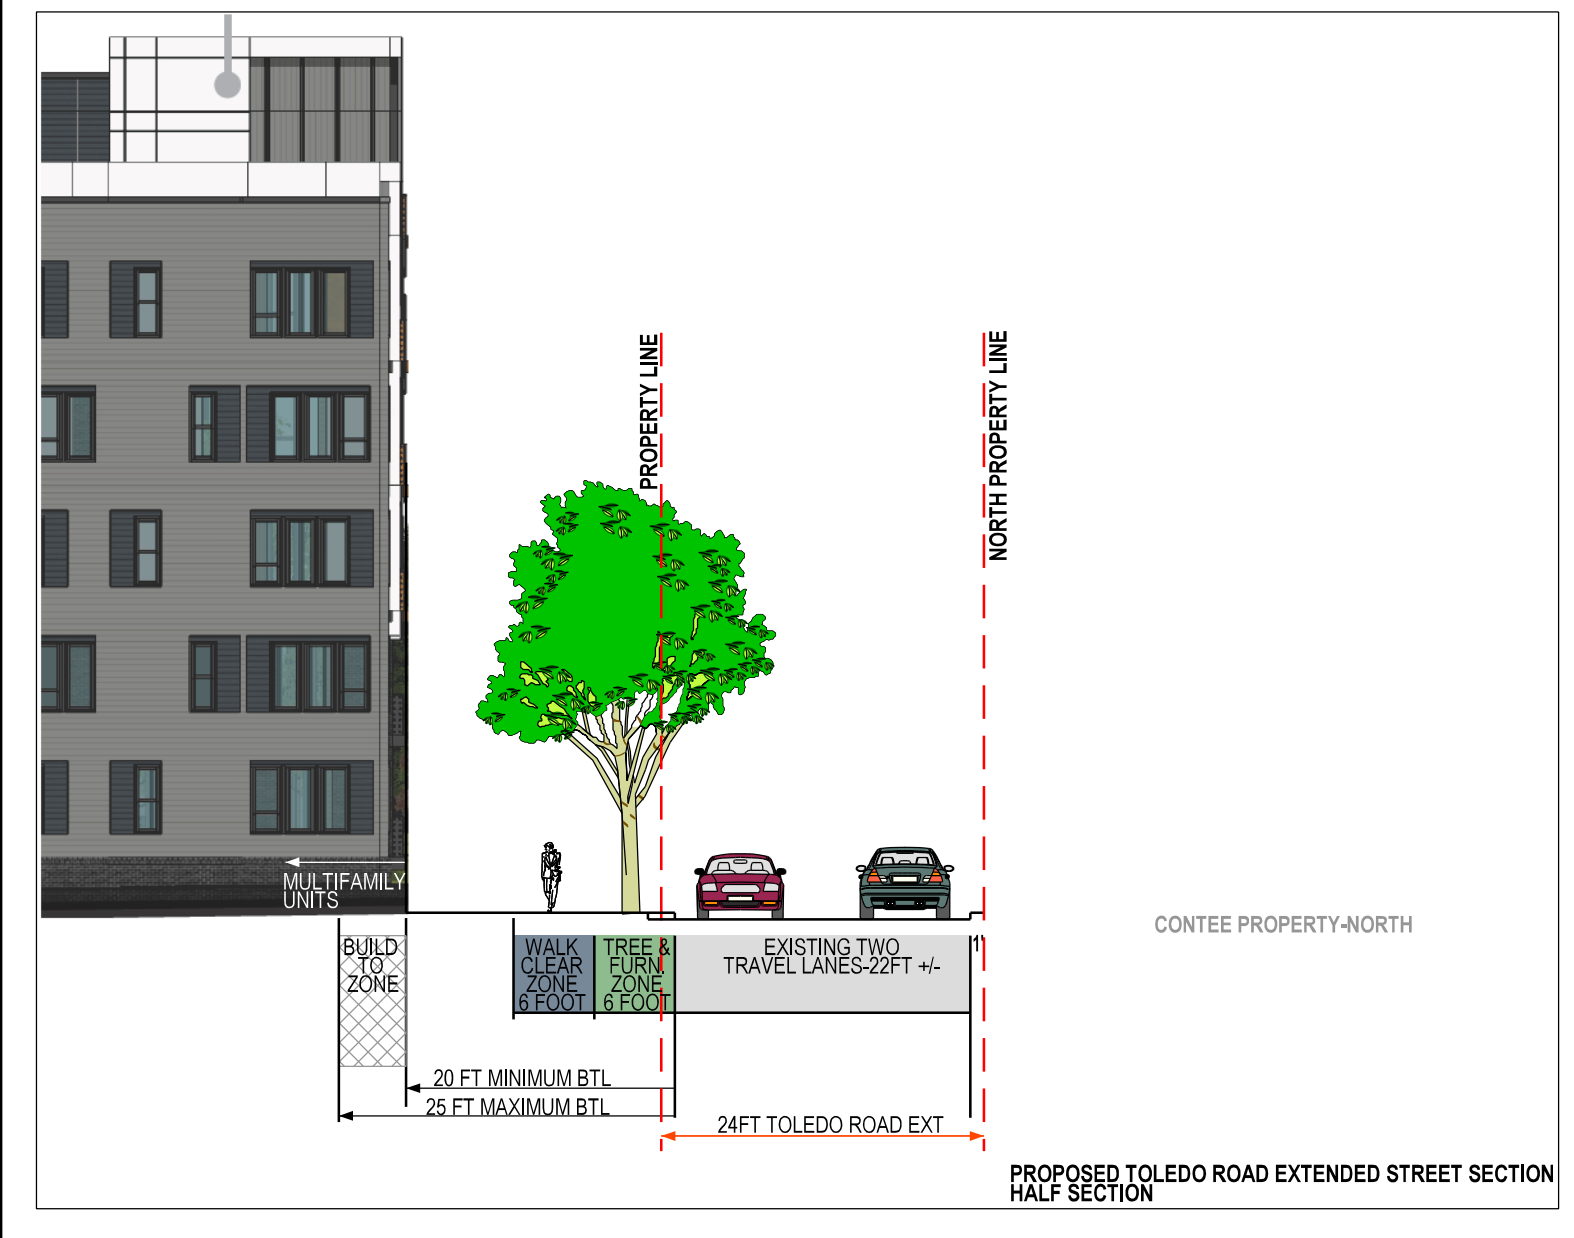 PROPERTY LINE
NORTH PROPERTY LINE
MULTIFAMILY
UNITS
BUILD
TO
ZONE
WALK
CLEAR
ZONE
6 FOOT
TREE &
FURN.
ZONE
6 FOOT
EXISTING TWO
TRAVEL LANES-22FT +/-
1'
CONTEE PROPERTY-NORTH
20 FT MINIMUM BTL
25 FT MAXIMUM BTL
24FT TOLEDO ROAD EXT
PROPOSED TOLEDO ROAD EXTENDED STREET SECTION
HALF SECTION